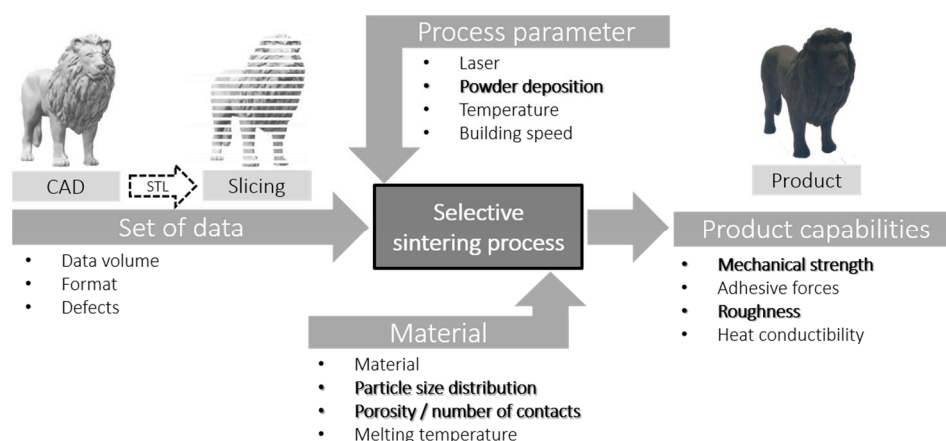 Process parameter
• Laser
• Powder deposition
• Temperature
• Building speed
CAD
STL
Slicing
Product
Set of data
• Data volume
• Format
• Defects
Selective
sintering process
Product capabilities
• Mechanical strength
• Adhesive forces
• Roughness
• Heat conductibility
Material
• Material
• Particle size distribution
• Porosity / number of contacts
• Melting temperature